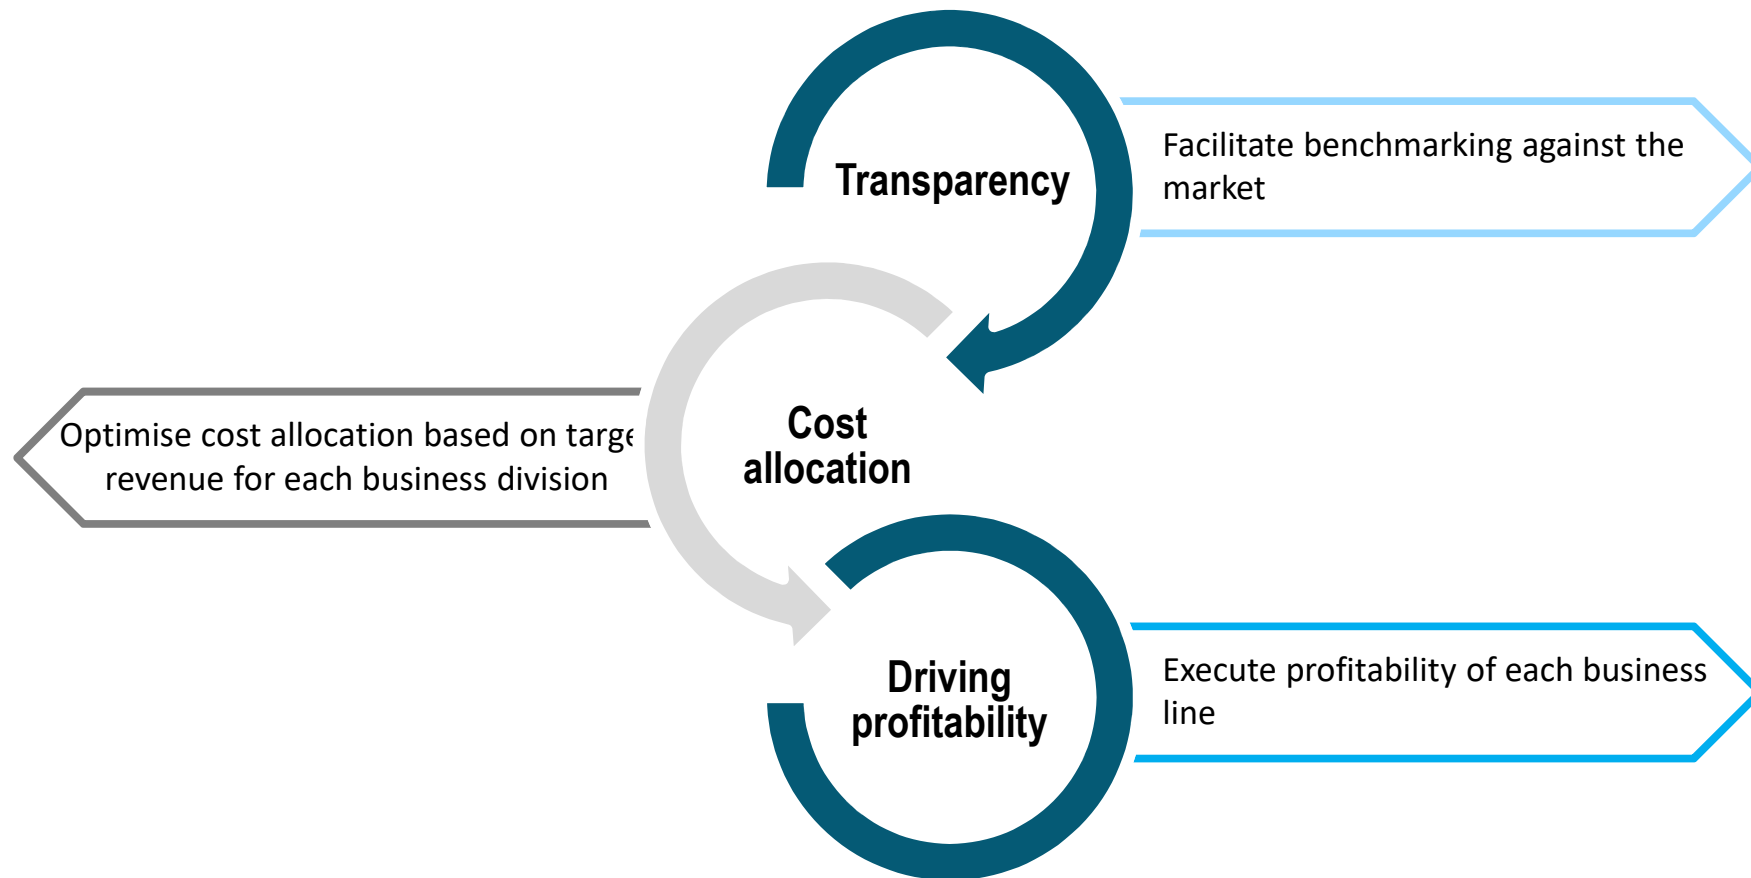 Transparency
Facilitate benchmarking against the
market
Cost
allocation
Optimise cost allocation based on targe
revenue for each business division
Driving
profitability
Execute profitability of each business
line